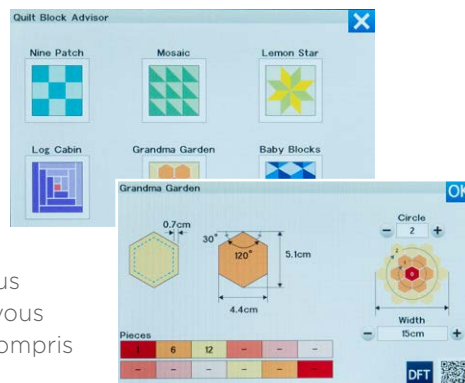 Quilt Block Advisor
Nine Patch Mosaic Lemon Star
Log Cabin Grandma Garden Baby Blocks
Grandma Garden OK
0.7cm
30°
120°
5.1cm
4.4cm
Circle
− 2 +
Width
− 15cm +
Pieces
1 6 12 − − −
− − − − − −
DFT
us
vous
ompris